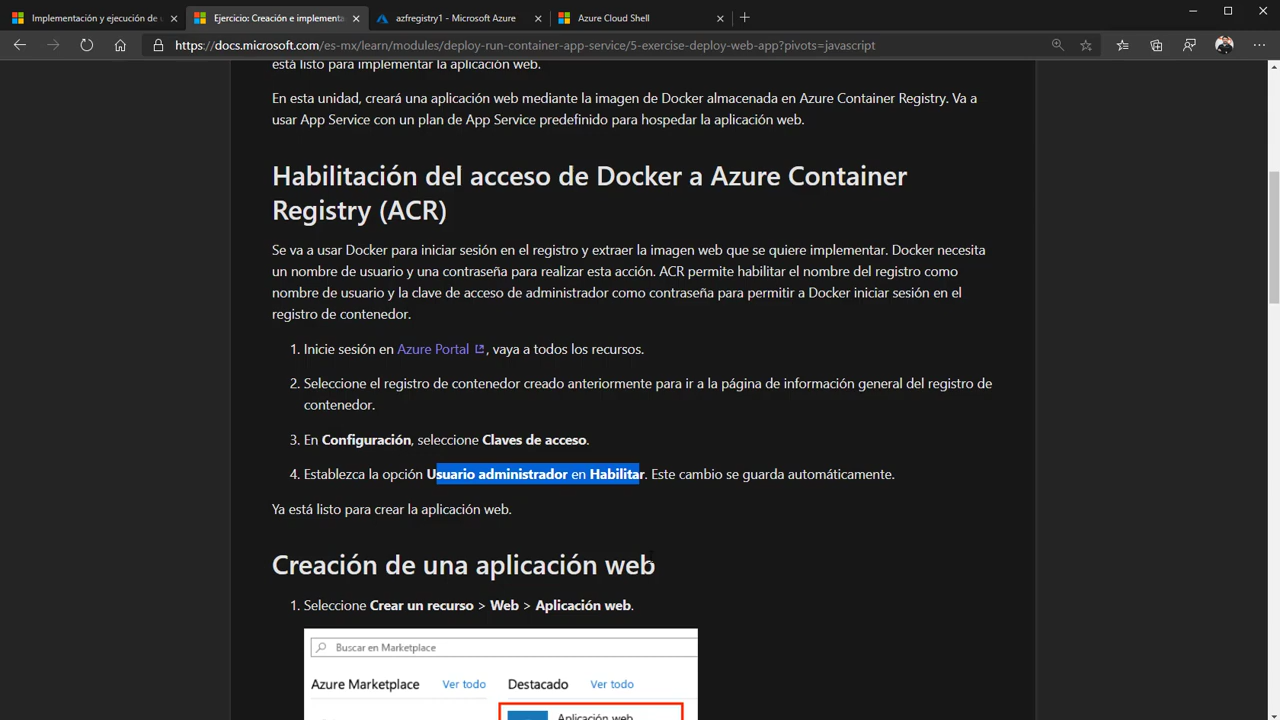 Implementación y ejecución de u
Ejercicio: Creación e implementa
azfregistry1 - Microsoft Azure
Azure Cloud Shell
https://docs.microsoft.com/es-mx/learn/modules/deploy-run-container-app-service/5-exercise-deploy-web-app?pivots=javascript
está listo para implementar la aplicación web.
En esta unidad, creará una aplicación web mediante la imagen de Docker almacenada en Azure Container Registry. Va a
usar App Service con un plan de App Service predefinido para hospedar la aplicación web.
Habilitación del acceso de Docker a Azure Container
Registry (ACR)
Se va a usar Docker para iniciar sesión en el registro y extraer la imagen web que se quiere implementar. Docker necesita
un nombre de usuario y una contraseña para realizar esta acción. ACR permite habilitar el nombre del registro como
nombre de usuario y la clave de acceso de administrador como contraseña para permitir a Docker iniciar sesión en el
registro de contenedor.
1. Inicie sesión en Azure Portal , vaya a todos los recursos.
2. Seleccione el registro de contenedor creado anteriormente para ir a la página de información general del registro de
contenedor.
3. En Configuración, seleccione Claves de acceso.
4. Establezca la opción Usuario administrador en Habilitar. Este cambio se guarda automáticamente.
Ya está listo para crear la aplicación web.
Creación de una aplicación web
1. Seleccione Crear un recurso > Web > Aplicación web.
Buscar en Marketplace
Azure Marketplace Ver todo Destacado Ver todo
Aplicación web